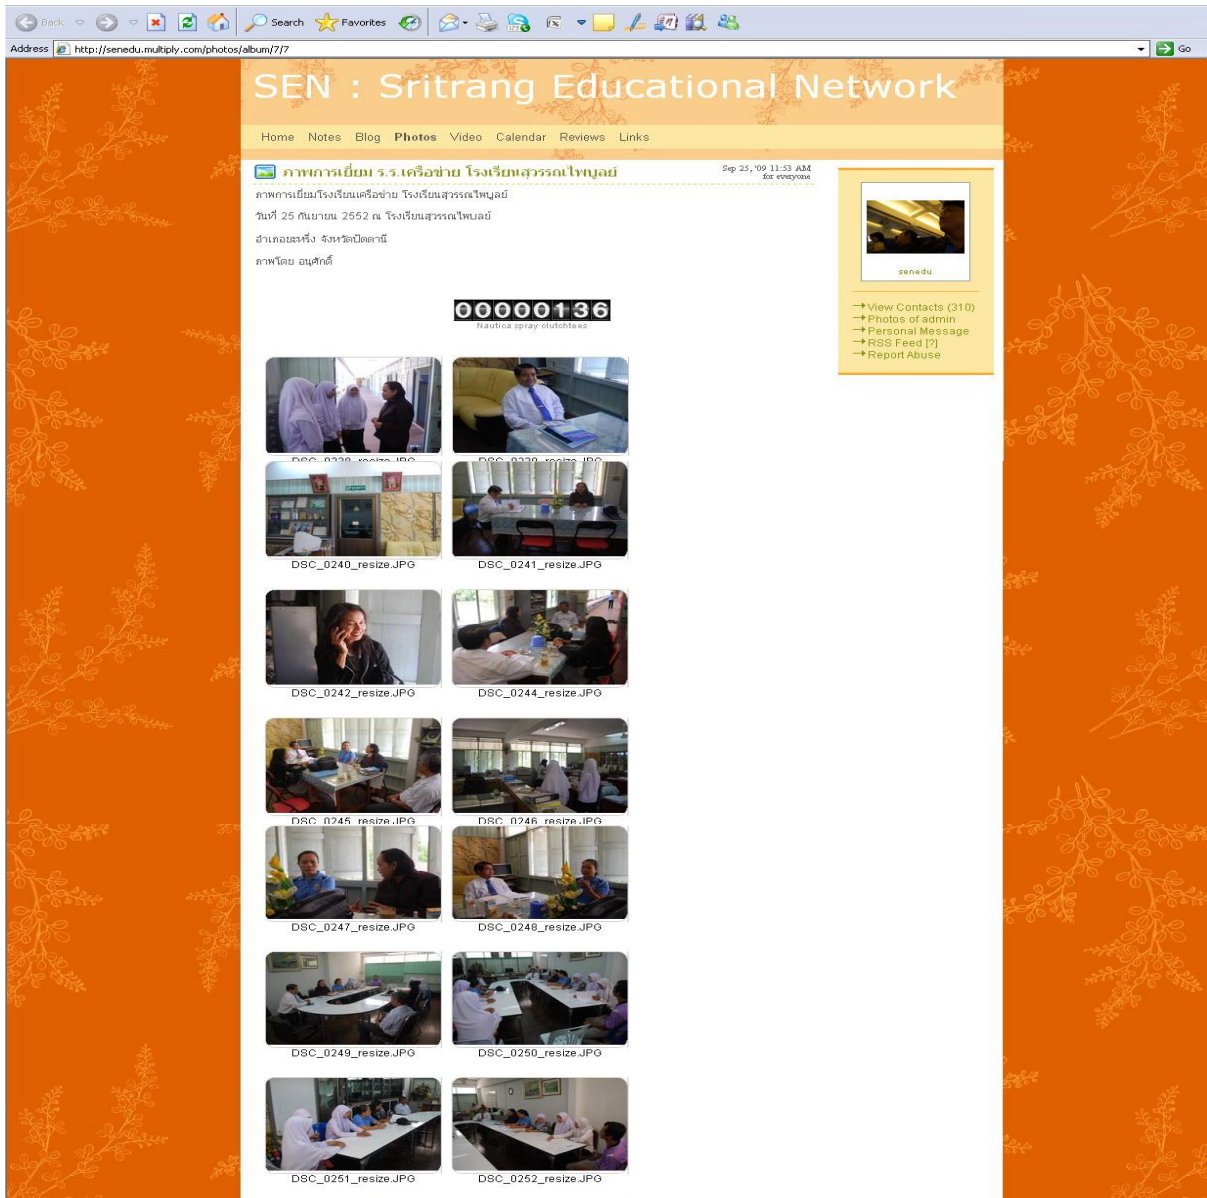 Back Search Favorites
Address http://senedu.multiply.com/photos/album/7/7 Go
SEN : Sritrang Educational Network
Home Notes Blog Photos Video Calendar Reviews Links
ภาพการเยี่ยม ร.ร.เครือข่าย โรงเรียนสุวรรณไพบูลย์
Sep 25, '09 11:53 AM
for everyone
ภาพการเยี่ยมโรงเรียนเครือข่าย โรงเรียนสุวรรณไพบูลย์
วันที่ 25 กันยายน 2552 ณ โรงเรียนสุวรรณไพบูลย์
อำเภอยะหริ่ง จังหวัดปัตตานี
ภาพโดย อนุศักดิ์
senedu
View Contacts (310)
Photos of admin
Personal Message
RSS Feed [?]
Report Abuse
00000136
Nautica spray clutchtees
DSC_0238_resize.JPG DSC_0239_resize.JPG
DSC_0240_resize.JPG DSC_0241_resize.JPG
DSC_0242_resize.JPG DSC_0244_resize.JPG
DSC_0245_resize.JPG DSC_0246_resize.JPG
DSC_0247_resize.JPG DSC_0248_resize.JPG
DSC_0249_resize.JPG DSC_0250_resize.JPG
DSC_0251_resize.JPG DSC_0252_resize.JPG